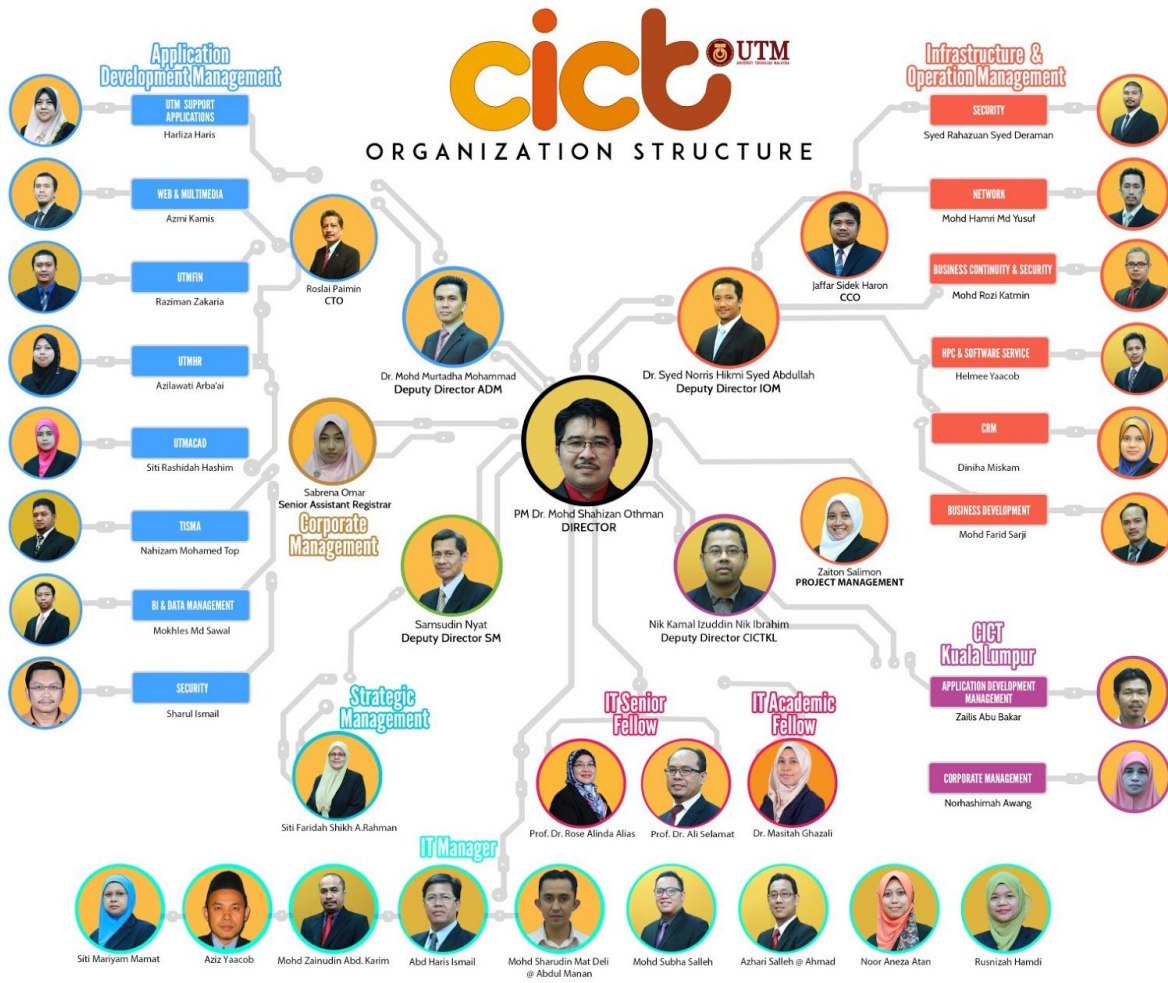 cict
UTM
UNIVERSITI TEKNOLOGI MALAYSIA
ORGANIZATION STRUCTURE
Application
Development Management
UTM SUPPORT
APPLICATIONS
Harliza Haris
WEB & MULTIMEDIA
Azmi Kamis
UTMFIN
Raziman Zakaria
UTMHR
Azilawati Arba'ai
UTMACAD
Siti Rashidah Hashim
TISMA
Nahizam Mohamed Top
BI & DATA MANAGEMENT
Mokhles Md Sawal
SECURITY
Sharul Ismail
Roslai Paimin
CTO
Dr. Mohd Murtadha Mohammad
Deputy Director ADM
Sabrena Omar
Senior Assistant Registrar
Corporate
Management
Samsudin Nyat
Deputy Director SM
PM Dr. Mohd Shahizan Othman
DIRECTOR
Dr. Syed Norris Hikmi Syed Abdullah
Deputy Director IOM
Jaffar Sidek Haron
CCO
Zaiton Salimon
PROJECT MANAGEMENT
Nik Kamal Izuddin Nik Ibrahim
Deputy Director CICTKL
Infrastructure &
Operation Management
SECURITY
Syed Rahazuan Syed Deraman
NETWORK
Mohd Hamri Md Yusuf
BUSINESS CONTINUITY & SECURITY
Mohd Rozi Katmin
HPC & SOFTWARE SERVICE
Helmee Yaacob
CRM
Diniha Miskam
BUSINESS DEVELOPMENT
Mohd Farid Sarji
CICT
Kuala Lumpur
APPLICATION DEVELOPMENT
MANAGEMENT
Zailis Abu Bakar
CORPORATE MANAGEMENT
Norhashimah Awang
Strategic
Management
Siti Faridah Shikh A.Rahman
IT Senior
Fellow
Prof. Dr. Rose Alinda Alias
Prof. Dr. Ali Selamat
IT Academic
Fellow
Dr. Masitah Ghazali
IT Manager
Siti Mariyam Mamat
Aziz Yaacob
Mohd Zainudin Abd. Karim
Abd Haris Ismail
Mohd Sharudin Mat Deli
@ Abdul Manan
Mohd Subha Salleh
Azhari Salleh @ Ahmad
Noor Aneza Atan
Rusnizah Hamdi